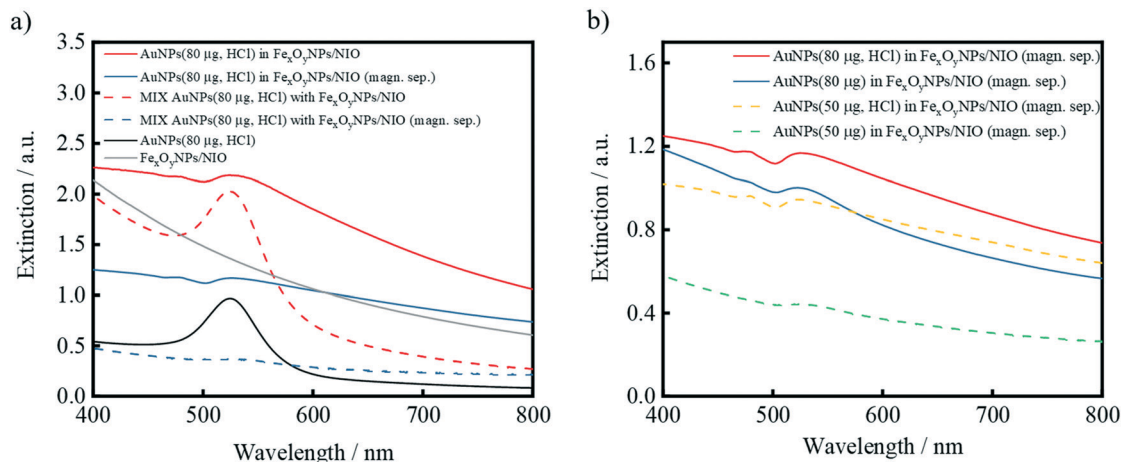 a)
3.5
3.0
2.5
2.0
1.5
1.0
0.5
0.0
Extinction / a.u.
AuNPs(80 µg, HCl) in FexOyNPs/NIO
AuNPs(80 µg, HCl) in FexOyNPs/NIO (magn. sep.)
MIX AuNPs(80 µg, HCl) with FexOyNPs/NIO
MIX AuNPs(80 µg, HCl) with FexOyNPs/NIO (magn. sep.)
AuNPs(80 µg, HCl)
FexOyNPs/NIO
400 500 600 700 800
Wavelength / nm
b)
1.6
1.2
0.8
0.4
0.0
Extinction / a.u.
AuNPs(80 µg, HCl) in FexOyNPs/NIO (magn. sep.)
AuNPs(80 µg) in FexOyNPs/NIO (magn. sep.)
AuNPs(50 µg, HCl) in FexOyNPs/NIO (magn. sep.)
AuNPs(50 µg) in FexOyNPs/NIO (magn. sep.)
400 500 600 700 800
Wavelength / nm